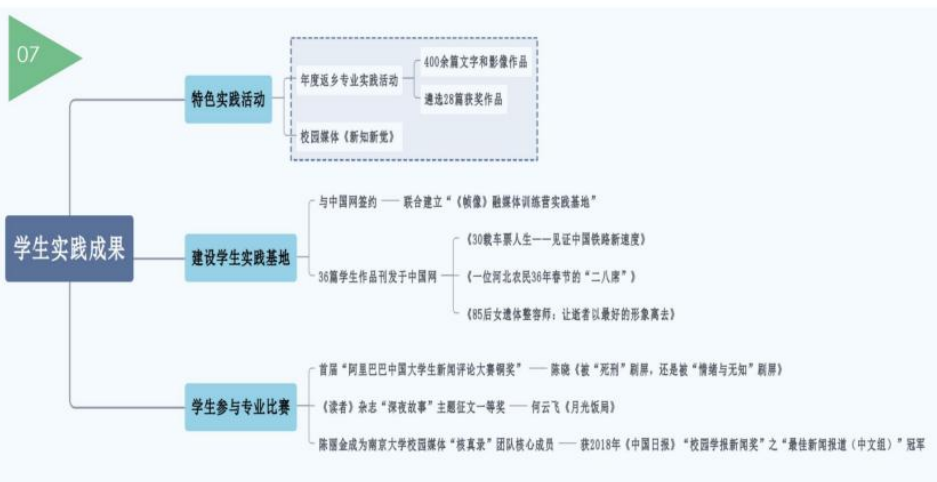 07
学生实践成果
特色实践活动
年度返乡专业实践活动
400余篇文字和影像作品
遴选28篇获奖作品
校园媒体《新知新觉》
建设学生实践基地
与中国网签约
联合建立“《帧像》融媒体训练营实践基地”
36篇学生作品刊发于中国网
《30载车票人生——见证中国铁路新速度》
《一位河北农民36年春节的“二八席”》
《85后女遗体整容师：让逝者以最好的形象离去》
学生参与专业比赛
首届“阿里巴巴中国大学生新闻评论大赛铜奖”
陈晓《被“死刑”刷屏，还是被“情绪与无知”刷屏》
《读者》杂志“深夜故事”主题征文一等奖
何云飞《月光饭局》
陈丽金成为南京大学校园媒体“核真录”团队核心成员
获2018年《中国日报》“校园学报新闻奖”之“最佳新闻报道（中文组）”冠军